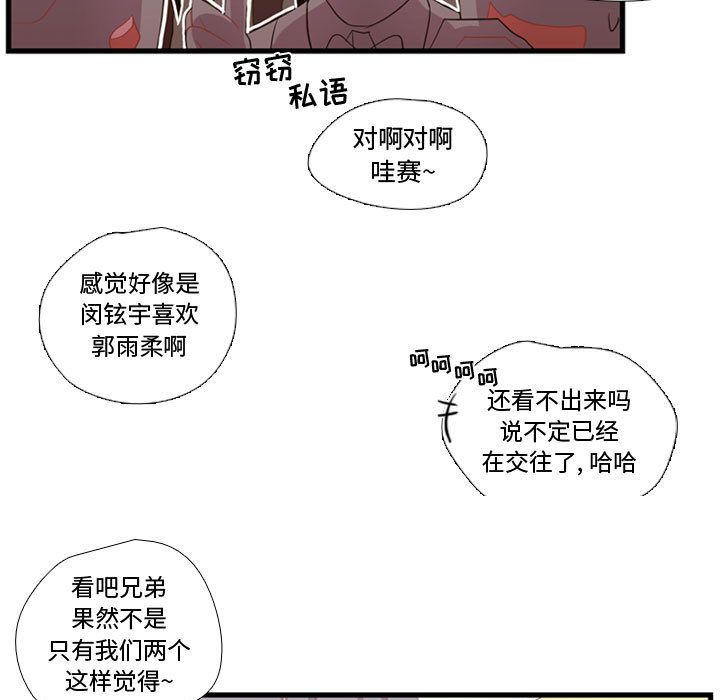 窃窃
私语
对啊对啊
哇赛~
感觉好像是
闵铉宇喜欢
郭雨柔啊
呵呵呵呵
还看不出来吗
说不定已经
在交往了, 哈哈
看吧兄弟
果然不是
只有我们两个
这样觉得~